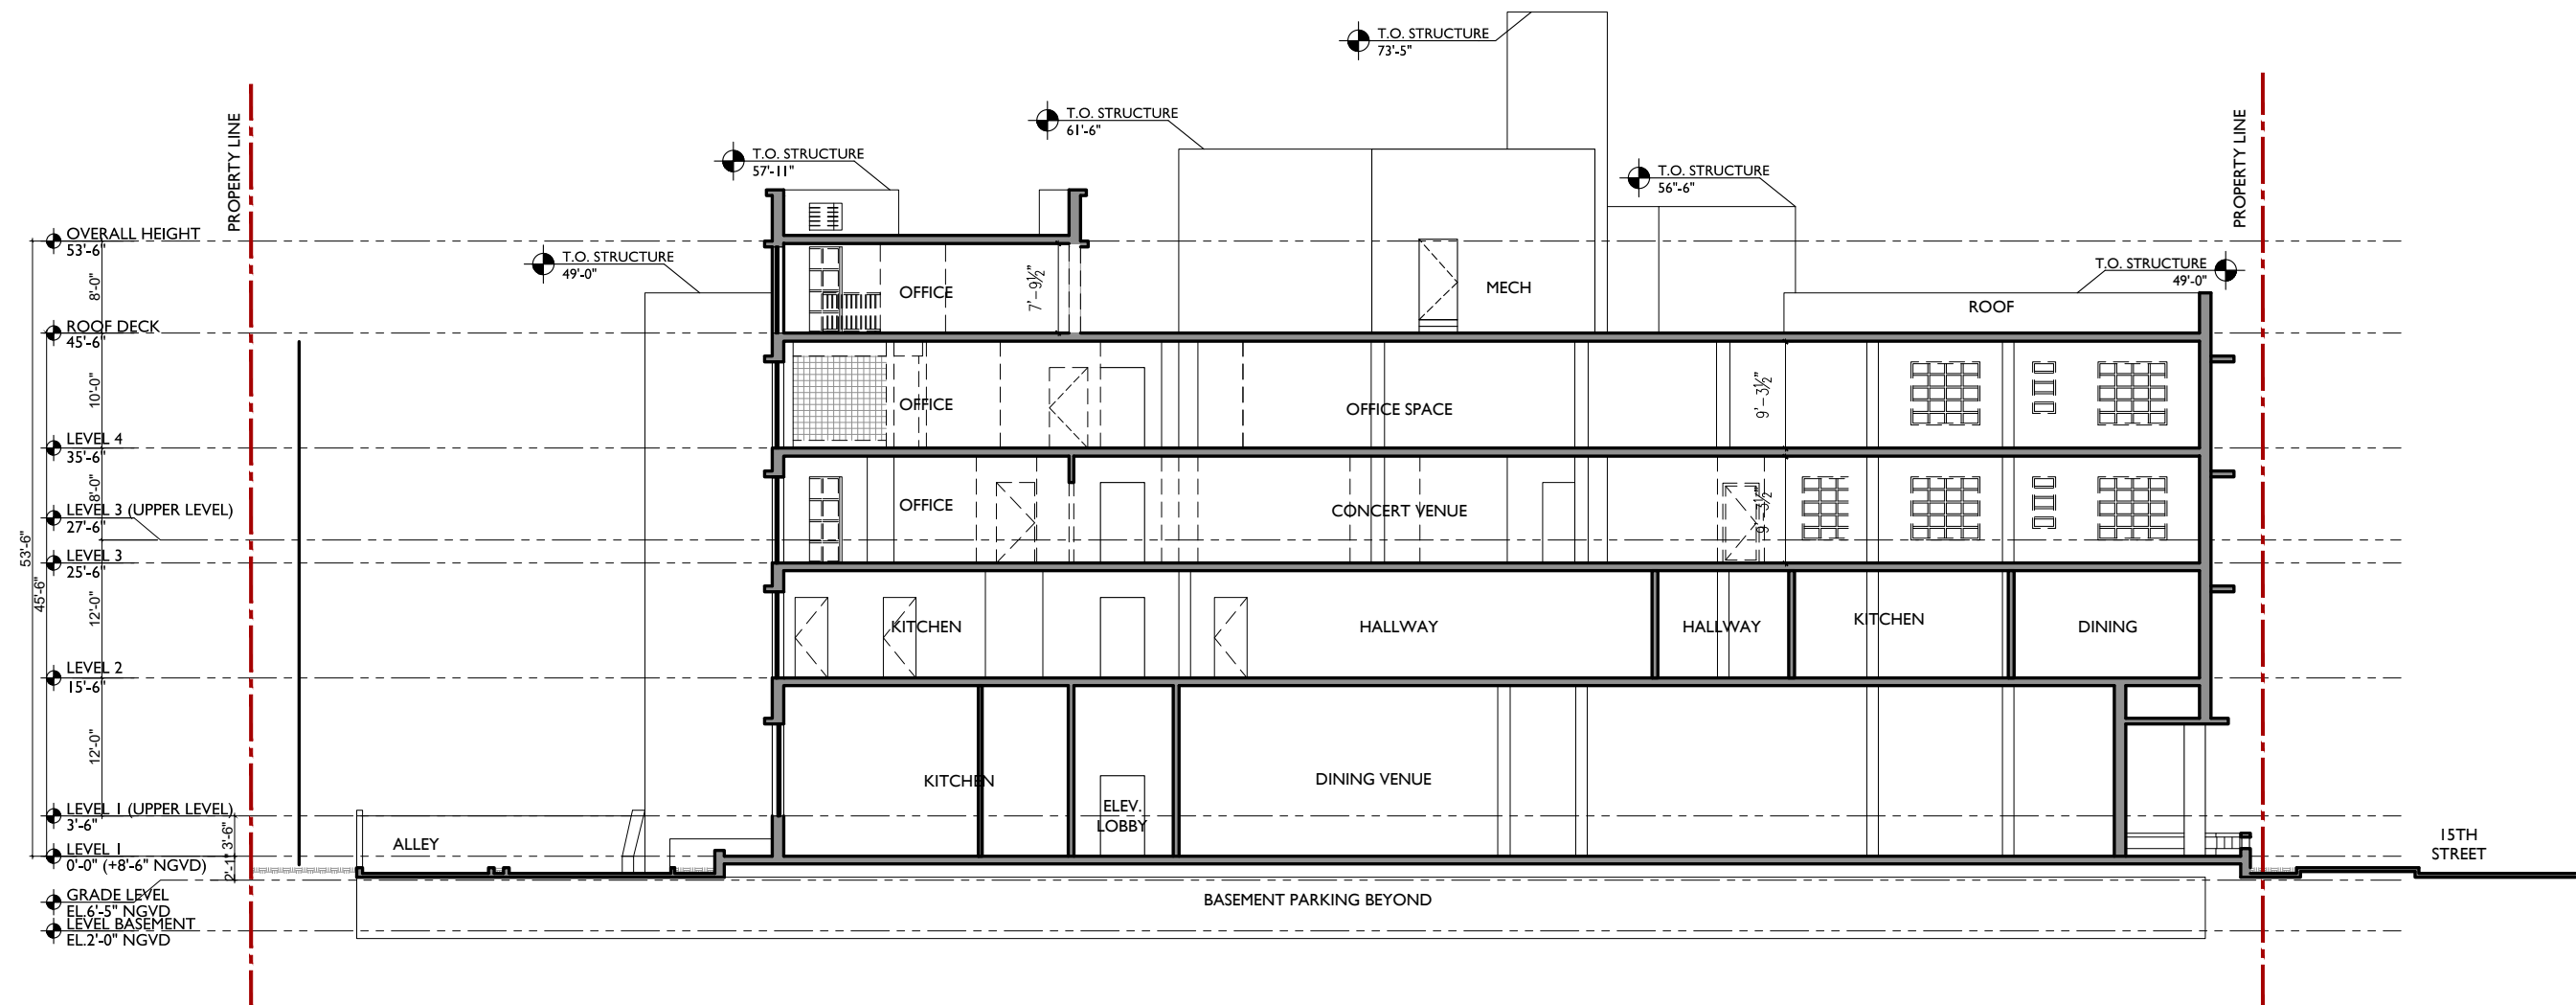 T.O. STRUCTURE
73'-5"
T.O. STRUCTURE
61'-6"
T.O. STRUCTURE
57'-11"
T.O. STRUCTURE
56"-6"
PROPERTY LINE
PROPERTY LINE
OVERALL HEIGHT
53'-6"
T.O. STRUCTURE
49'-0"
T.O. STRUCTURE
49'-0"
8'-0"
OFFICE
7'-9½"
MECH
ROOF
ROOF DECK
45'-6"
10'-0"
OFFICE
OFFICE SPACE
9'-3½"
LEVEL 4
35'-6"
8'-0"
OFFICE
CONCERT VENUE
9'-3½"
LEVEL 3 (UPPER LEVEL)
27'-6"
LEVEL 3
25'-6"
53'-6"
45'-6"
12'-0"
KITCHEN
HALLWAY
HALLWAY
KITCHEN
DINING
LEVEL 2
15'-6"
12'-0"
KITCHEN
DINING VENUE
ELEV.
LOBBY
LEVEL 1 (UPPER LEVEL)
3'-6"
3'-6"
ALLEY
LEVEL 1
0'-0" (+8'-6" NGVD)
2'-1"
15TH
STREET
GRADE LEVEL
EL.6'-5" NGVD
BASEMENT PARKING BEYOND
LEVEL BASEMENT
EL.2'-0" NGVD